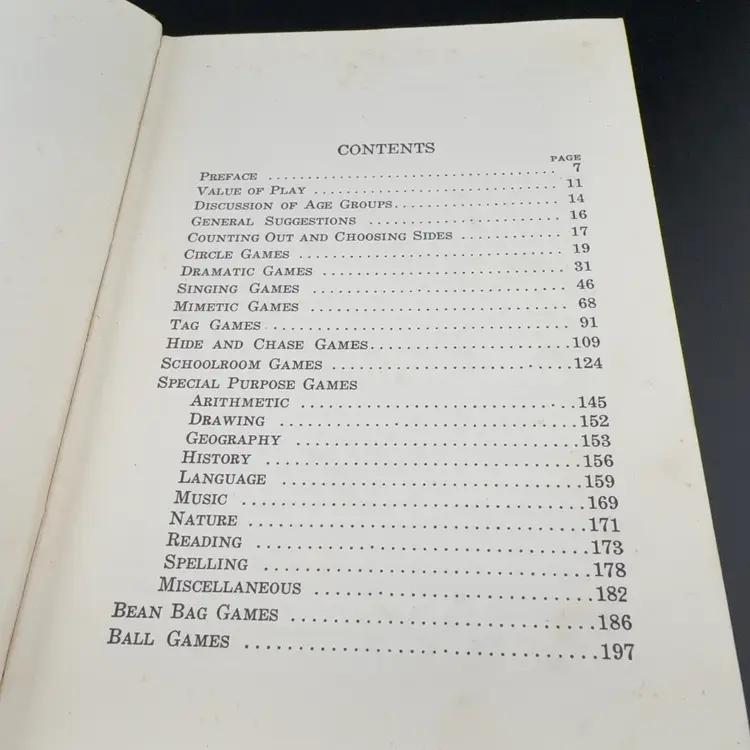 CONTENTS
PAGE
PREFACE .......... 7
VALUE OF PLAY .......... 11
DISCUSSION OF AGE GROUPS .......... 14
GENERAL SUGGESTIONS .......... 16
COUNTING OUT AND CHOOSING SIDES .......... 17
CIRCLE GAMES .......... 19
DRAMATIC GAMES .......... 31
SINGING GAMES .......... 46
MIMETIC GAMES .......... 68
TAG GAMES .......... 91
HIDE AND CHASE GAMES .......... 109
SCHOOLROOM GAMES .......... 124
SPECIAL PURPOSE GAMES
ARITHMETIC .......... 145
DRAWING .......... 152
GEOGRAPHY .......... 153
HISTORY .......... 156
LANGUAGE .......... 159
MUSIC .......... 169
NATURE .......... 171
READING .......... 173
SPELLING .......... 178
MISCELLANEOUS .......... 182
BEAN BAG GAMES .......... 186
BALL GAMES .......... 197